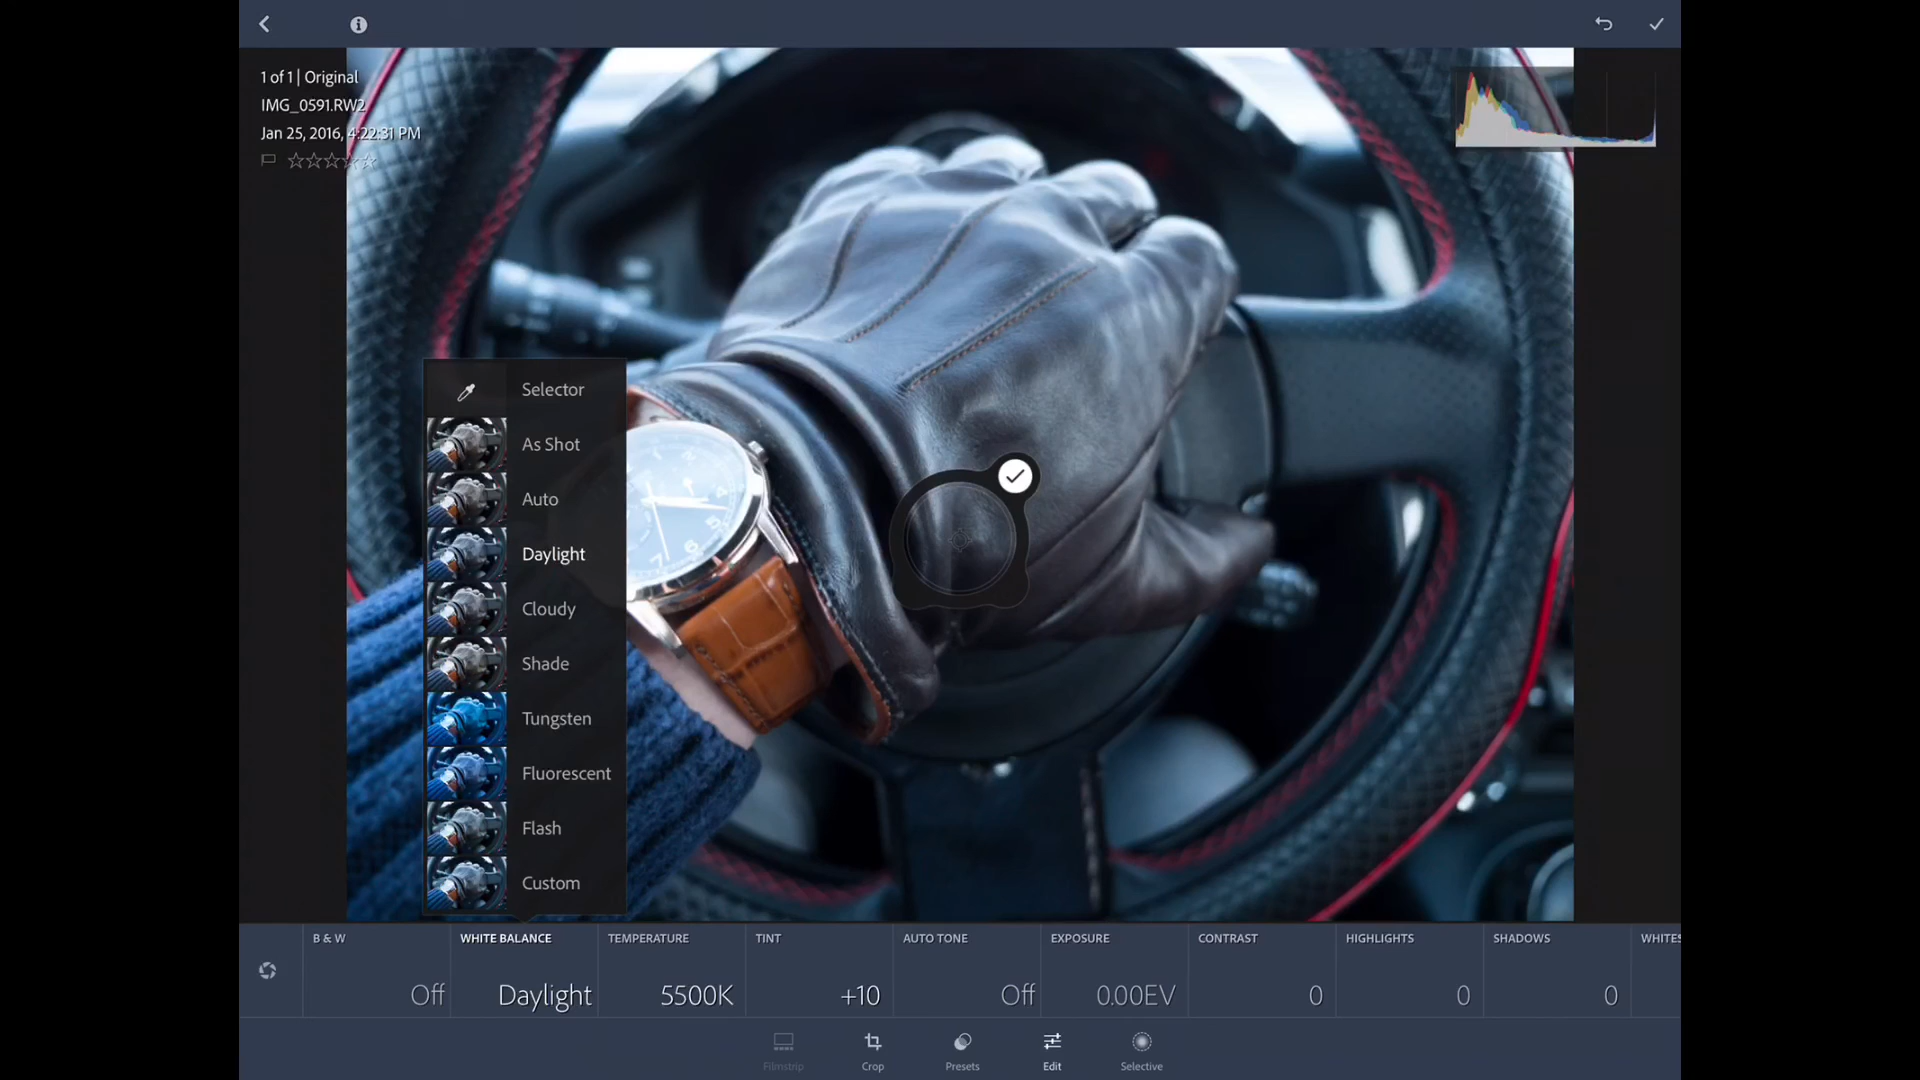 1 of 1 | Original
IMG_0591.RW2
Jan 25, 2016, 4:22:31 PM
Selector
As Shot
Auto
Daylight
Cloudy
Shade
Tungsten
Fluorescent
Flash
Custom
B & W
Off
WHITE BALANCE
Daylight
TEMPERATURE
5500K
TINT
+10
AUTO TONE
Off
EXPOSURE
0.00EV
CONTRAST
0
HIGHLIGHTS
0
SHADOWS
0
WHITES
Filmstrip
Crop
Presets
Edit
Selective